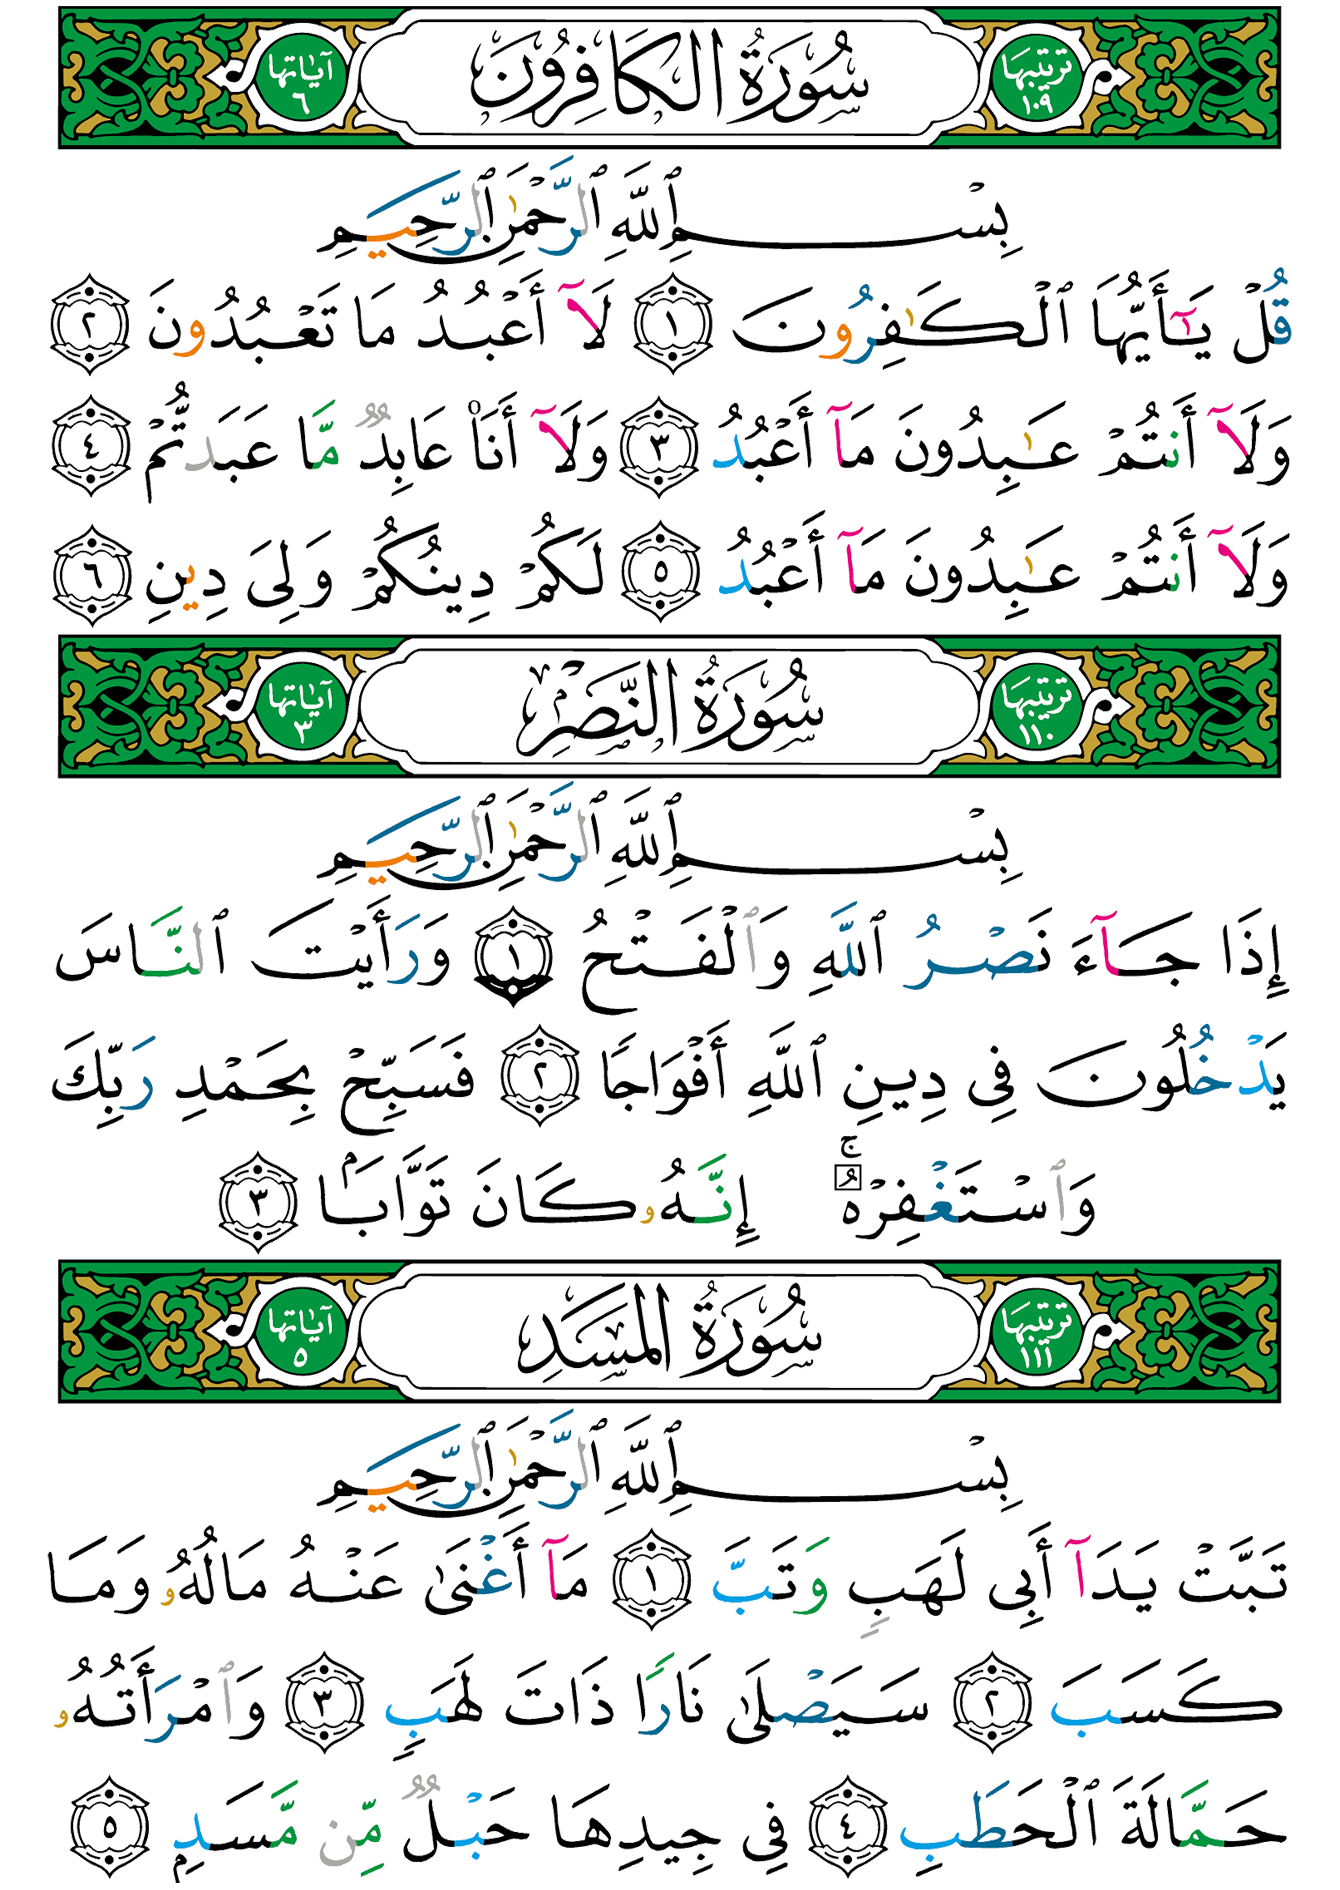 ترتيبها ١٠٩ سُورَةُ الكَافِرُونَ آياتها ٦
بِسْمِ ٱللَّهِ ٱلرَّحْمَٰنِ ٱلرَّحِيمِ
قُلْ يَـٰٓأَيُّهَا ٱلْكَـٰفِرُونَ ١ لَآ أَعْبُدُ مَا تَعْبُدُونَ ٢
وَلَآ أَنتُمْ عَـٰبِدُونَ مَآ أَعْبُدُ ٣ وَلَآ أَنَا۠ عَابِدٌ مَّا عَبَدتُّمْ ٤
وَلَآ أَنتُمْ عَـٰبِدُونَ مَآ أَعْبُدُ ٥ لَكُمْ دِينُكُمْ وَلِىَ دِينِ ٦
ترتيبها ١١٠ سُورَةُ النَّصْرِ آياتها ٣
بِسْمِ ٱللَّهِ ٱلرَّحْمَٰنِ ٱلرَّحِيمِ
إِذَا جَآءَ نَصْرُ ٱللَّهِ وَٱلْفَتْحُ ١ وَرَأَيْتَ ٱلنَّاسَ
يَدْخُلُونَ فِى دِينِ ٱللَّهِ أَفْوَاجًا ٢ فَسَبِّحْ بِحَمْدِ رَبِّكَ
وَٱسْتَغْفِرْهُ ۚ إِنَّهُۥ كَانَ تَوَّابَۢا ٣
ترتيبها ١١١ سُورَةُ المَسَدِ آياتها ٥
بِسْمِ ٱللَّهِ ٱلرَّحْمَٰنِ ٱلرَّحِيمِ
تَبَّتْ يَدَآ أَبِى لَهَبٍ وَتَبَّ ١ مَآ أَغْنَىٰ عَنْهُ مَالُهُۥ وَمَا
كَسَبَ ٢ سَيَصْلَىٰ نَارًا ذَاتَ لَهَبٍ ٣ وَٱمْرَأَتُهُۥ
حَمَّالَةَ ٱلْحَطَبِ ٤ فِى جِيدِهَا حَبْلٌ مِّن مَّسَدٍۭ ٥